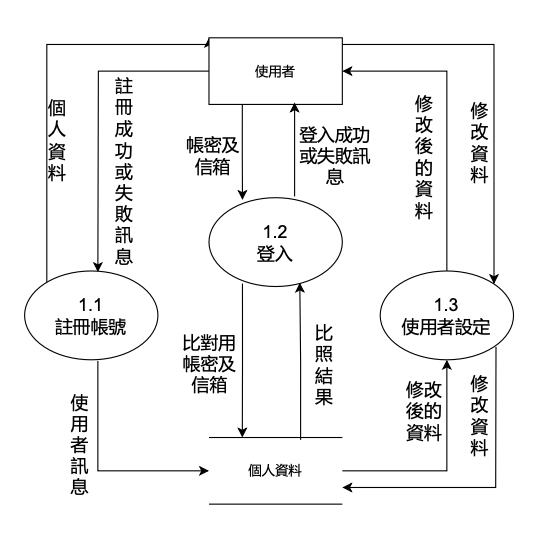 使用者
個人資料
註冊成功或失敗訊息
帳密及
信箱
登入成功
或失敗訊
息
修改後的資料
修改資料
1.2
登入
1.1
註冊帳號
1.3
使用者設定
比對用
帳密及
信箱
比照結果
使用者訊息
修改
後的
資料
修改資料
個人資料